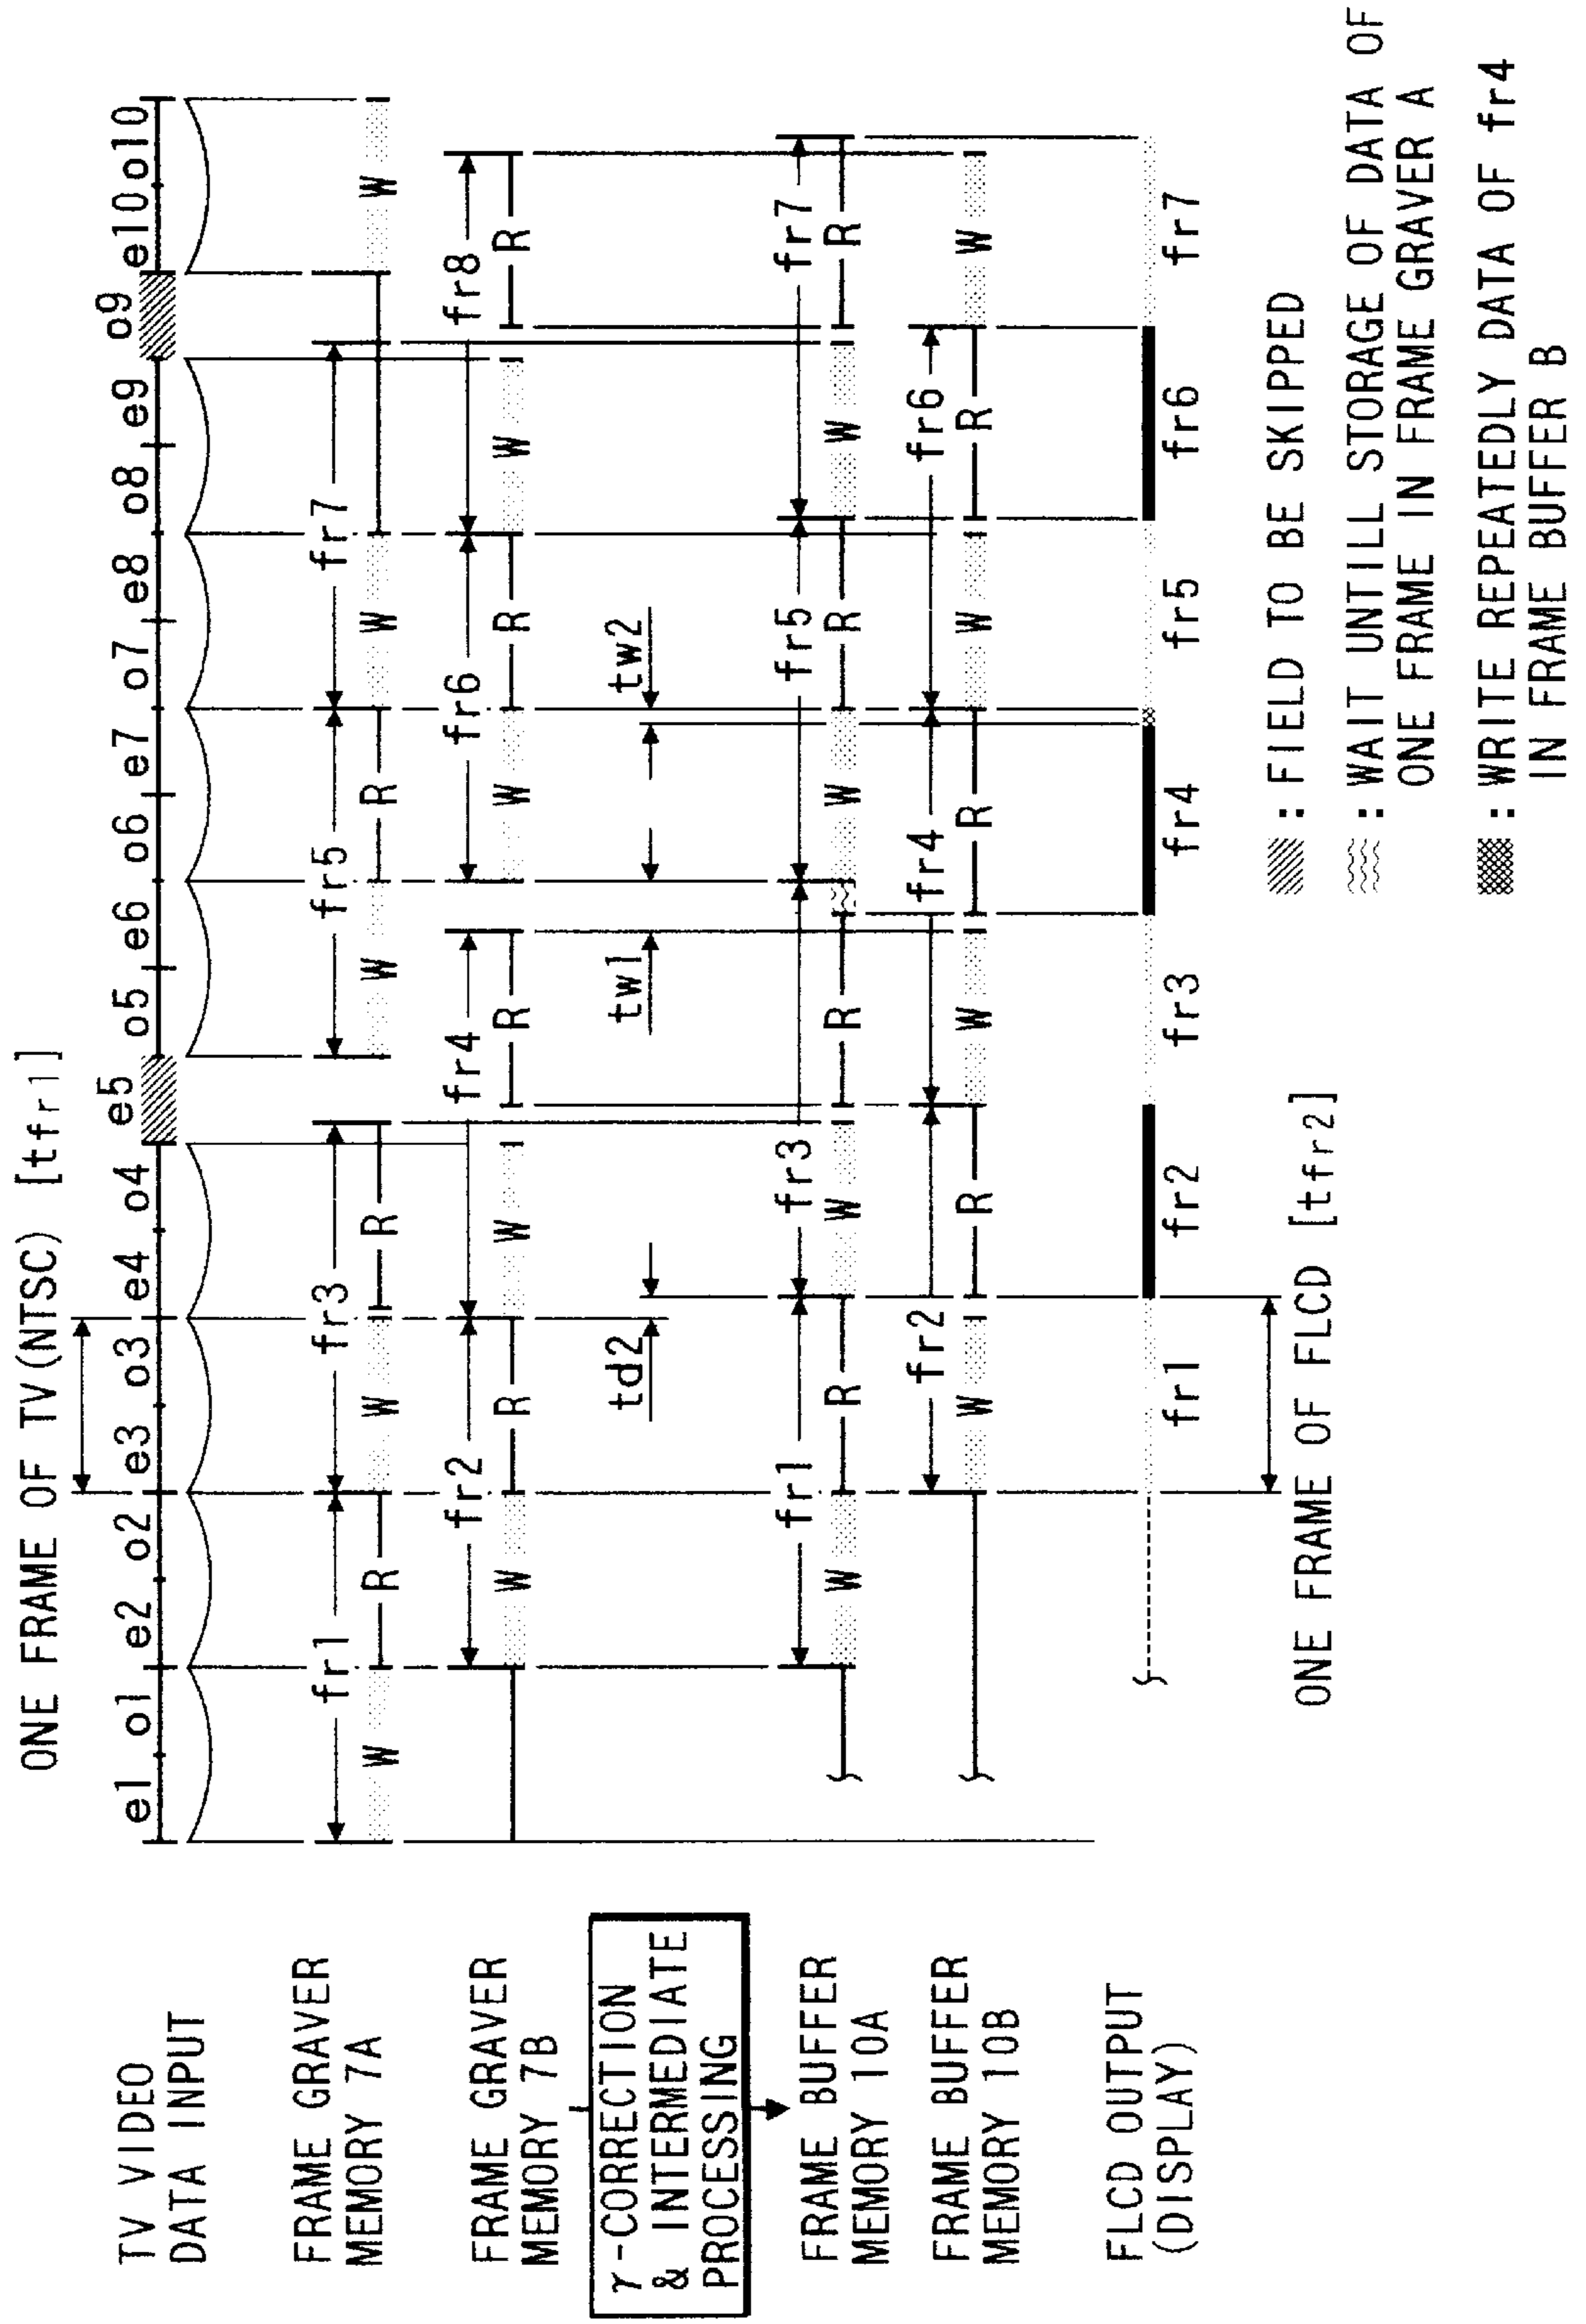 ONE FRAME OF TV(NTSC) [tfr1]
TV VIDEO
DATA INPUT
e1 o1 e2 o2 e3 o3 e4 o4 e5 o5 e6 o6 e7 o7 e8 o8 e9 o9 e10 o10
FRAME GRAVER
MEMORY 7A
fr1 fr3 fr5 fr7
W R W R W R W W
FRAME GRAVER
MEMORY 7B
fr2 fr4 fr6 fr8
W R W R W R W R
γ-CORRECTION
& INTERMEDIATE
PROCESSING
td2 tw1 tw2
FRAME BUFFER
MEMORY 10A
fr1 fr3 fr5 fr7
W R W R W R W R
FRAME BUFFER
MEMORY 10B
fr2 fr4 fr6
W R W R W R W
FLCD OUTPUT
(DISPLAY)
fr1 fr2 fr3 fr4 fr5 fr6 fr7
ONE FRAME OF FLCD [tfr2]
: FIELD TO BE SKIPPED
: WAIT UNTILL STORAGE OF DATA OF
ONE FRAME IN FRAME GRAVER A
: WRITE REPEATEDLY DATA OF fr4
IN FRAME BUFFER B